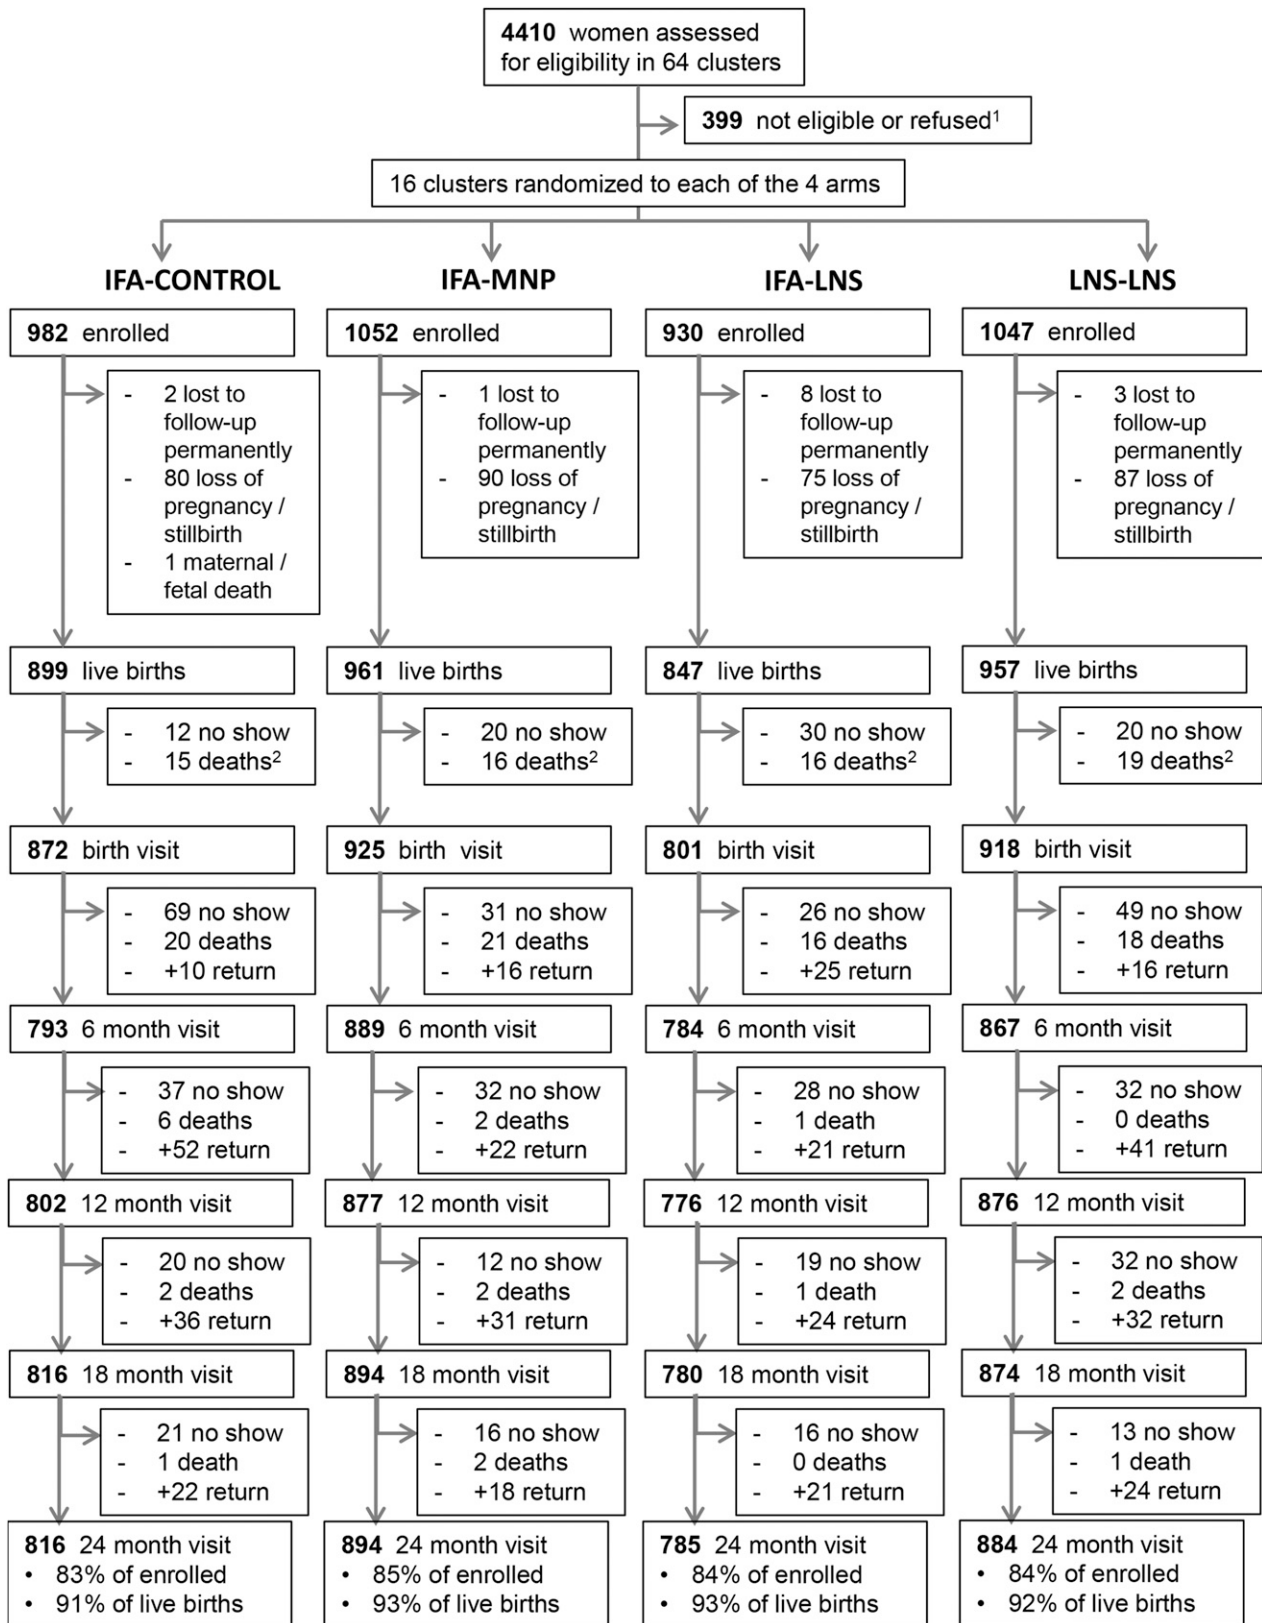 4410 women assessed
for eligibility in 64 clusters
399 not eligible or refused¹
16 clusters randomized to each of the 4 arms
IFA-CONTROL
IFA-MNP
IFA-LNS
LNS-LNS
982 enrolled
1052 enrolled
930 enrolled
1047 enrolled
- 2 lost to
follow-up
permanently
- 80 loss of
pregnancy /
stillbirth
- 1 maternal /
fetal death
- 1 lost to
follow-up
permanently
- 90 loss of
pregnancy /
stillbirth
- 8 lost to
follow-up
permanently
- 75 loss of
pregnancy /
stillbirth
- 3 lost to
follow-up
permanently
- 87 loss of
pregnancy /
stillbirth
899 live births
961 live births
847 live births
957 live births
- 12 no show
- 15 deaths²
- 20 no show
- 16 deaths²
- 30 no show
- 16 deaths²
- 20 no show
- 19 deaths²
872 birth visit
925 birth visit
801 birth visit
918 birth visit
- 69 no show
- 20 deaths
- +10 return
- 31 no show
- 21 deaths
- +16 return
- 26 no show
- 16 deaths
- +25 return
- 49 no show
- 18 deaths
- +16 return
793 6 month visit
889 6 month visit
784 6 month visit
867 6 month visit
- 37 no show
- 6 deaths
- +52 return
- 32 no show
- 2 deaths
- +22 return
- 28 no show
- 1 death
- +21 return
- 32 no show
- 0 deaths
- +41 return
802 12 month visit
877 12 month visit
776 12 month visit
876 12 month visit
- 20 no show
- 2 deaths
- +36 return
- 12 no show
- 2 deaths
- +31 return
- 19 no show
- 1 death
- +24 return
- 32 no show
- 2 deaths
- +32 return
816 18 month visit
894 18 month visit
780 18 month visit
874 18 month visit
- 21 no show
- 1 death
- +22 return
- 16 no show
- 2 deaths
- +18 return
- 16 no show
- 0 deaths
- +21 return
- 13 no show
- 1 death
- +24 return
816 24 month visit
• 83% of enrolled
• 91% of live births
894 24 month visit
• 85% of enrolled
• 93% of live births
785 24 month visit
• 84% of enrolled
• 93% of live births
884 24 month visit
• 84% of enrolled
• 92% of live births